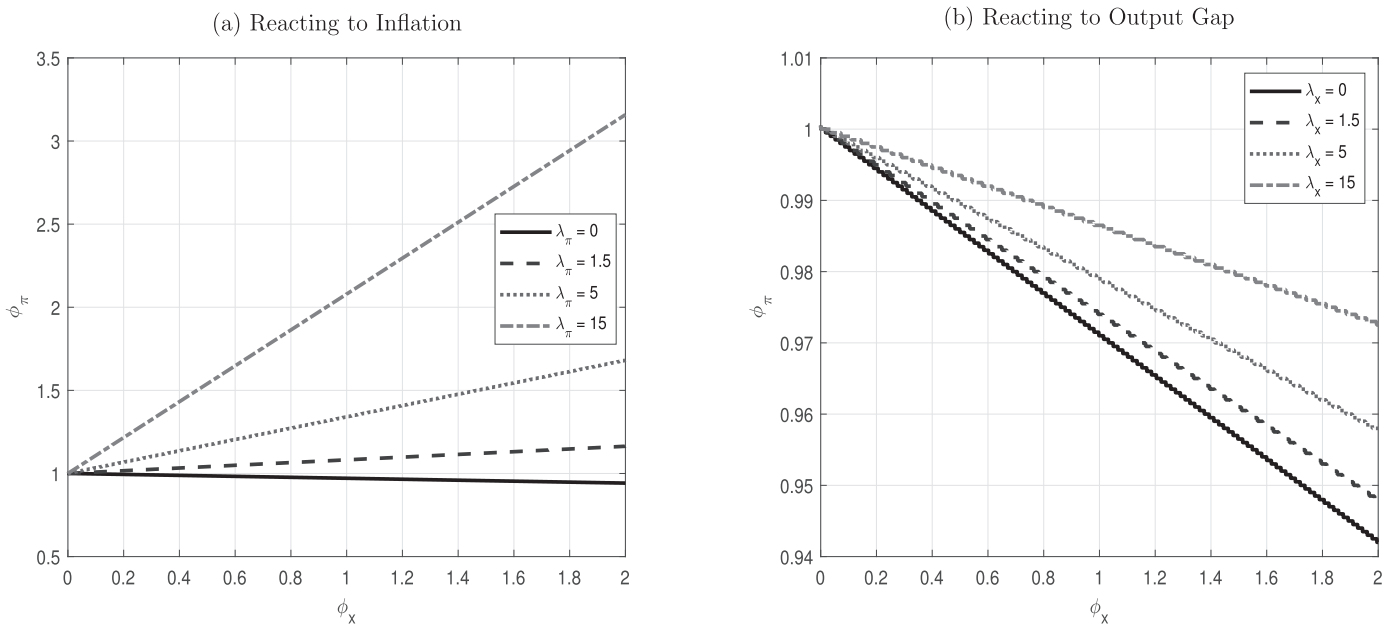 (a) Reacting to Inflation
3.5
3
2.5
2
1.5
1
0.5
ϕπ
0 0.2 0.4 0.6 0.8 1 1.2 1.4 1.6 1.8 2
ϕx
λπ = 0
λπ = 1.5
λπ = 5
λπ = 15
(b) Reacting to Output Gap
1.01
1
0.99
0.98
0.97
0.96
0.95
0.94
ϕπ
0 0.2 0.4 0.6 0.8 1 1.2 1.4 1.6 1.8 2
ϕx
λx = 0
λx = 1.5
λx = 5
λx = 15